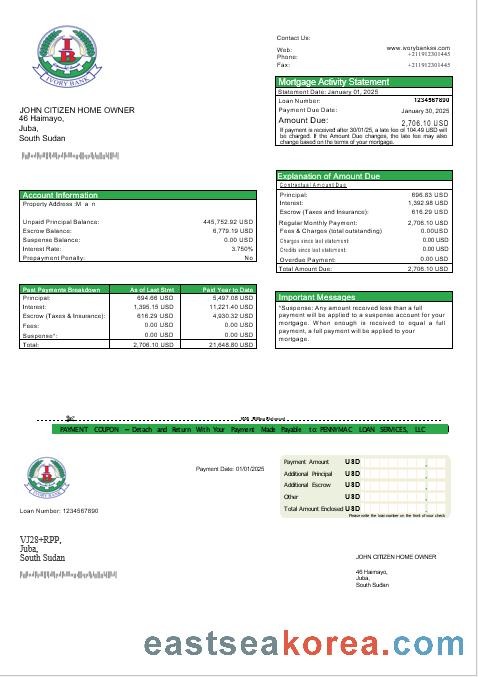 IVORY BANK
Contact Us:
Web: www.ivorybankss.com
Phone: +211912301445
Fax: +211912301445
Mortgage Activity Statement
Statement Date: January 01, 2025
Loan Number: 1234567890
Payment Due Date: January 30, 2025
Amount Due: 2,706.10 USD
If payment is received after 30/01/25, a late fee of 104.49 USD will
be charged. If the Amount Due changes, the late fee may also
change based on the terms of your mortgage.
JOHN CITIZEN HOME OWNER
46 Haimayo,
Juba,
South Sudan
Explanation of Amount Due
Contractual Amount Due
Principal: 696.83 USD
Interest: 1,392.98 USD
Escrow (Taxes and Insurance): 616.29 USD
Regular Monthly Payment: 2,706.10 USD
Fees & Charges (total outstanding) 0.00USD
Charges since last statement: 0.00 USD
Credits since last statement: 0.00 USD
Overdue Payment: 0.00 USD
Total Amount Due: 2,706.10 USD
Account Information
Property Address :M a n
Unpaid Principal Balance: 445,752.92 USD
Escrow Balance: 6,779.19 USD
Suspense Balance: 0.00 USD
Interest Rate: 3.750%
Prepayment Penalty: No
Past Payments Breakdown As of Last Stmt Paid Year to Date
Principal: 694.66 USD 5,497.08 USD
Interest: 1,395.15 USD 11,221.40 USD
Escrow (Taxes & Insurance): 616.29 USD 4,930.32 USD
Fees: 0.00 USD 0.00 USD
Suspense*: 0.00 USD 0.00 USD
Total: 2,706.10 USD 21,648.80 USD
Important Messages
*Suspense: Any amount received less than a full
payment will be applied to a suspense account for your
mortgage. When enough is received to equal a full
payment, a full payment will be applied to your
mortgage.
PAYMENT COUPON – Detach and Return With Your Payment Made Payable to: PENNYMAC LOAN SERVICES, LLC
IVORY BANK
Payment Date: 01/01/2025
Payment Amount USD
Additional Principal USD
Additional Escrow USD
Other USD
Total Amount Enclosed USD
Please write the loan number on the front of your check
Loan Number: 1234567890
VJ28+RPP,
Juba,
South Sudan
JOHN CITIZEN HOME OWNER
46 Haimayo,
Juba,
South Sudan
eastseakorea.com